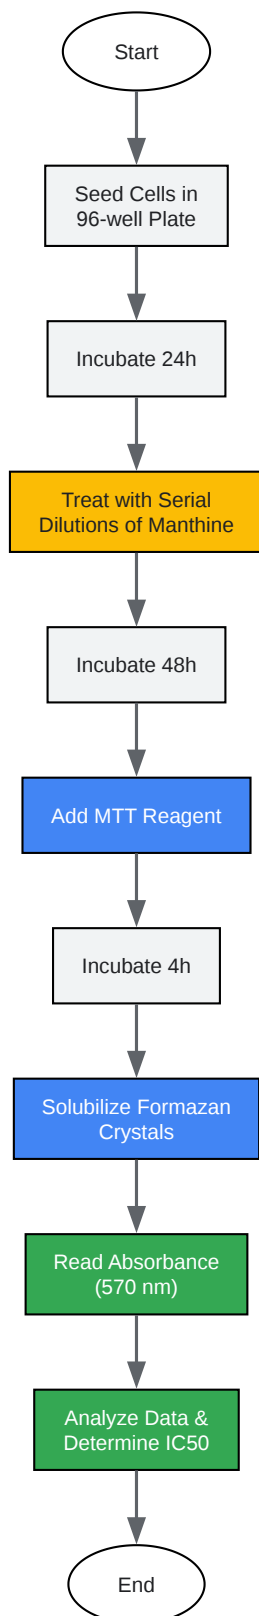 Start
Seed Cells in
96-well Plate
Incubate 24h
Treat with Serial
Dilutions of Manthine
Incubate 48h
Add MTT Reagent
Incubate 4h
Solubilize Formazan
Crystals
Read Absorbance
(570 nm)
Analyze Data &
Determine IC50
End